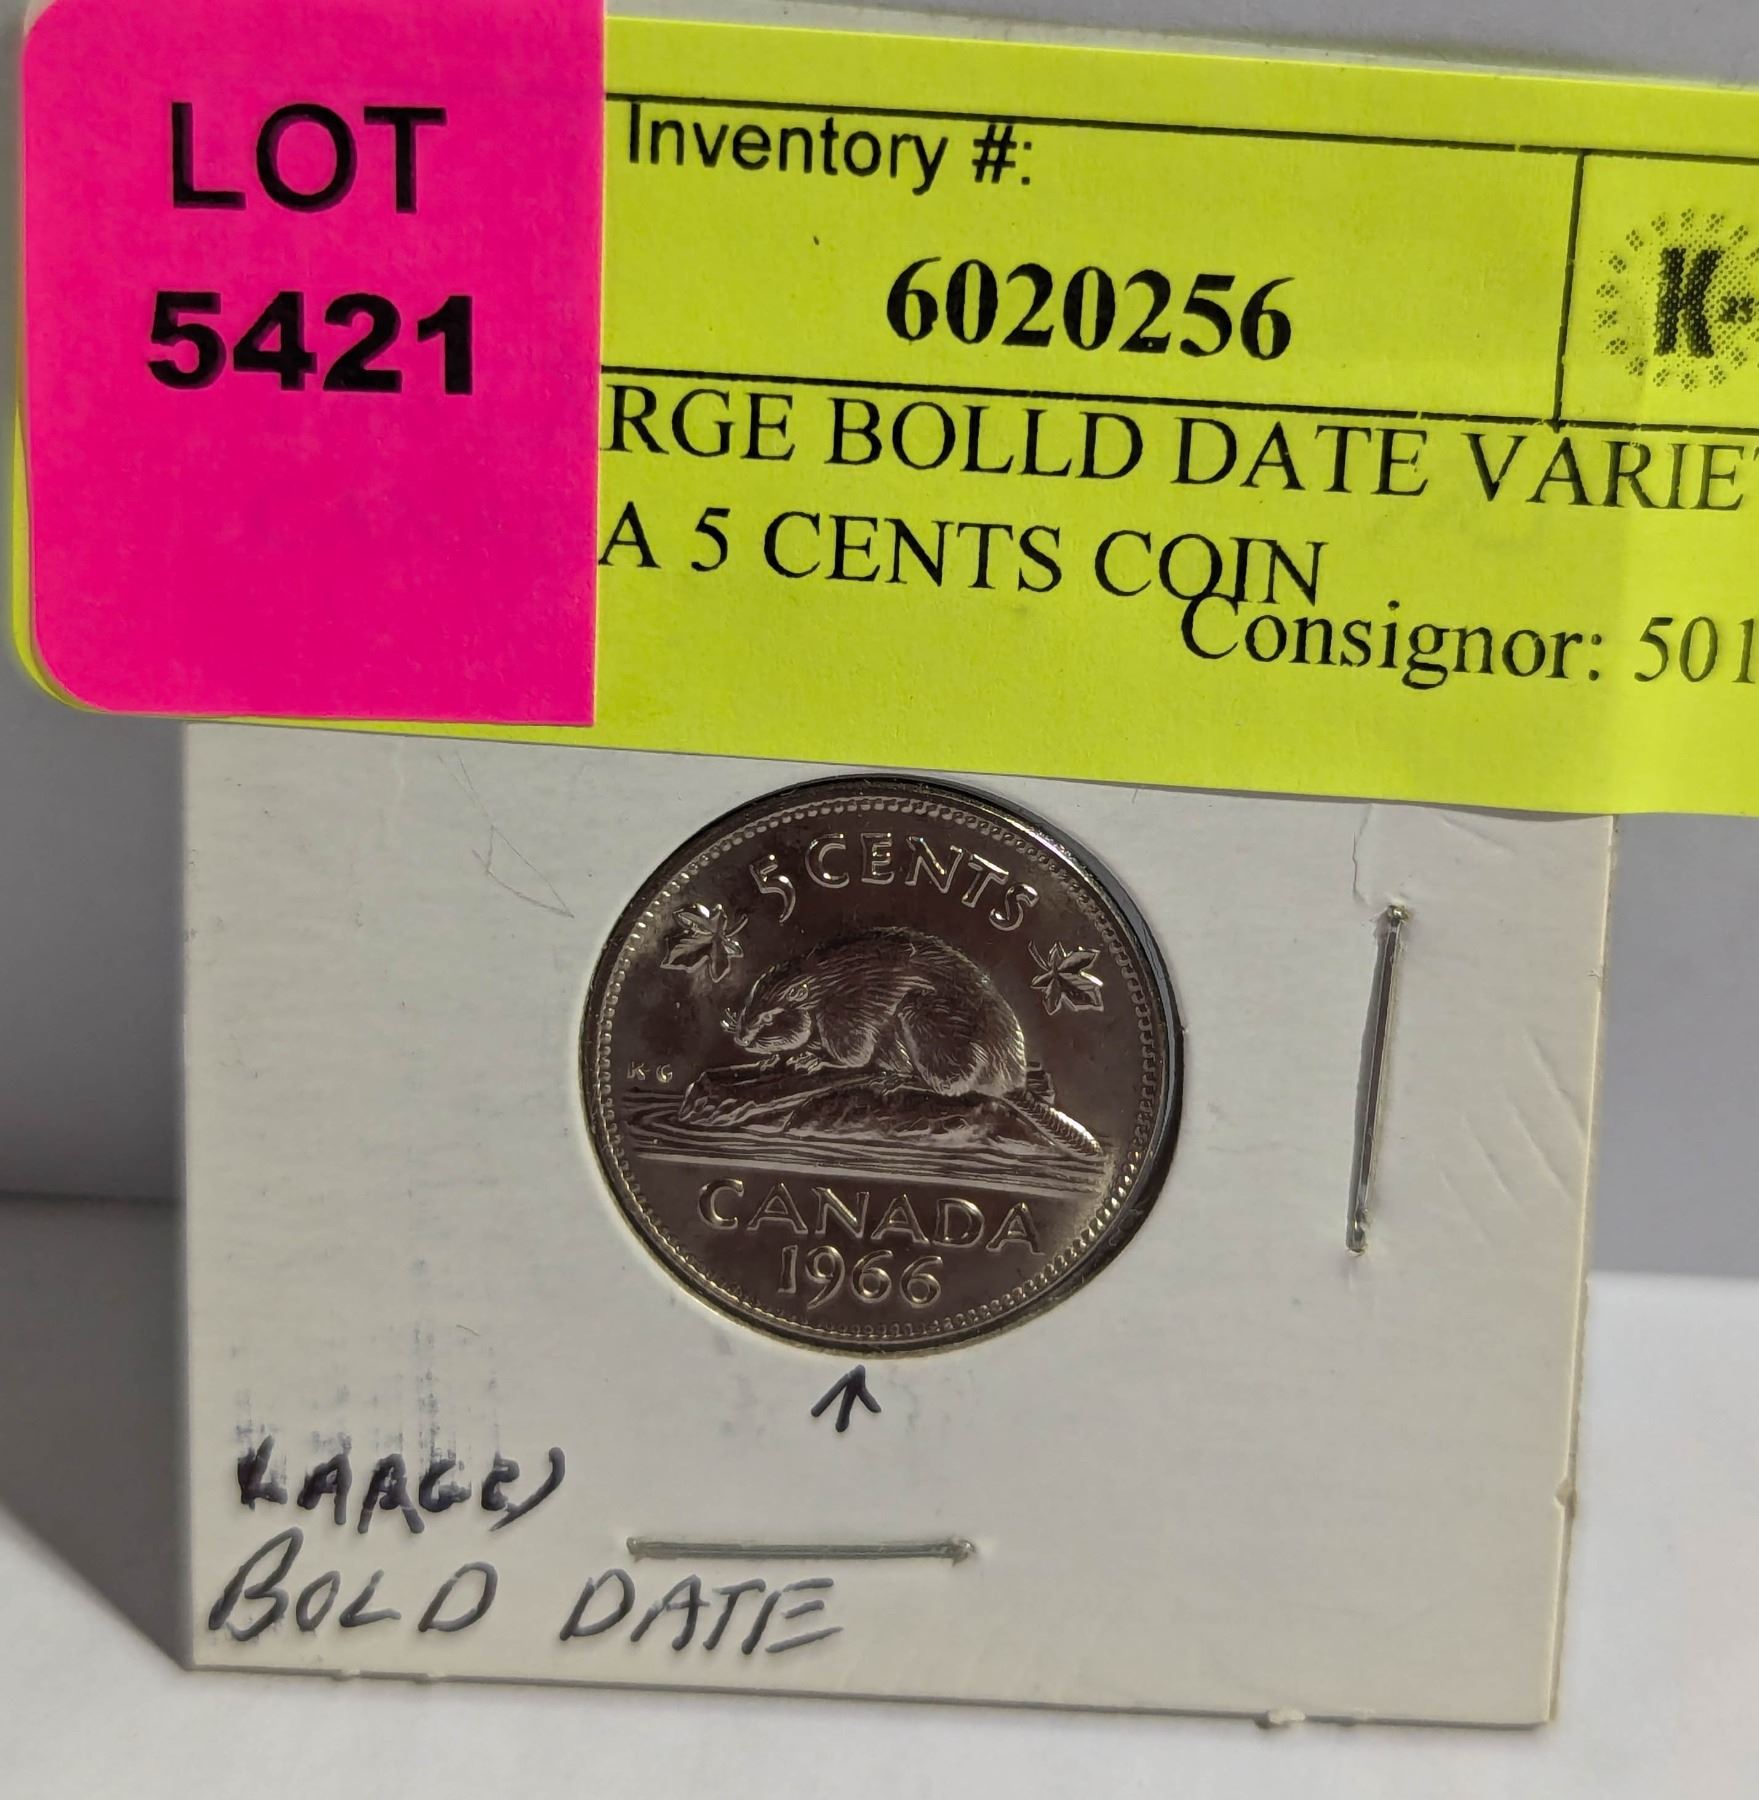 LOT
5421
Inventory #:
6020256
K-
RGE BOLLD DATE VARIET
A 5 CENTS COIN
Consignor: 501
5 CENTS
K G
CANADA
1966
LARGE
BOLD DATE